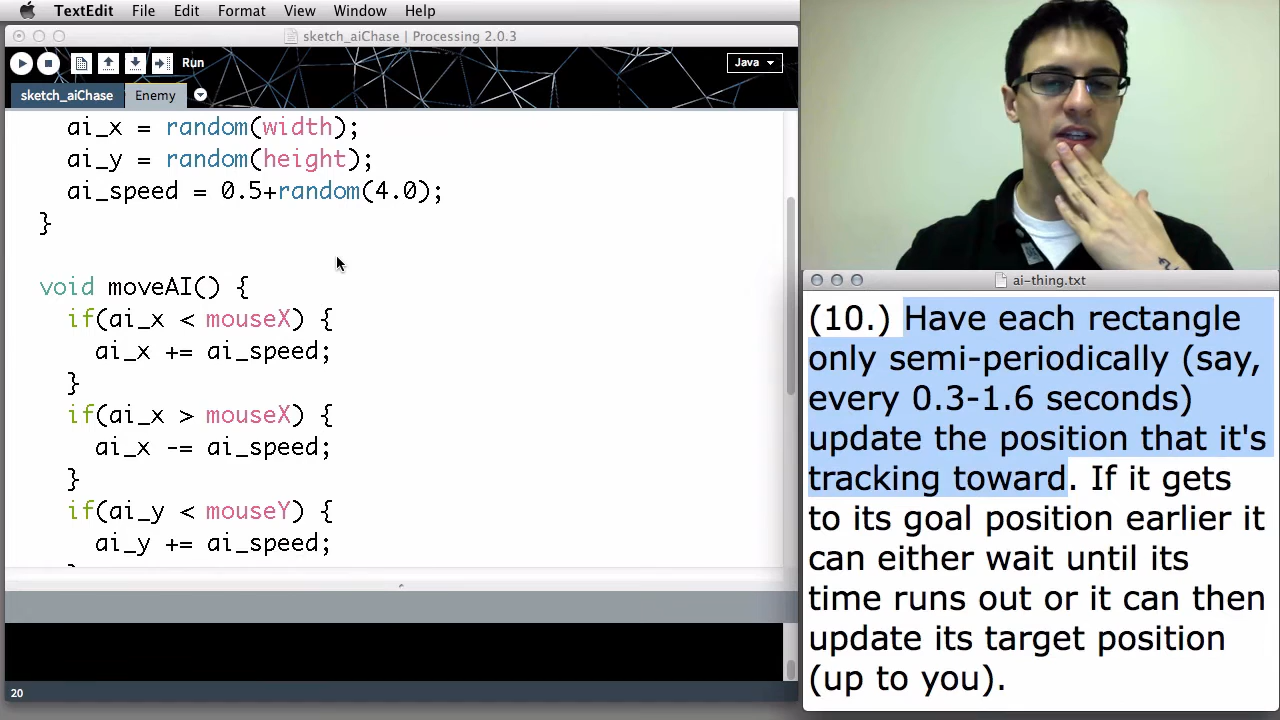 TextEdit File Edit Format View Window Help
sketch_aiChase | Processing 2.0.3
Run
Java
sketch_aiChase Enemy
ai_x = random(width);
ai_y = random(height);
ai_speed = 0.5+random(4.0);
}
void moveAI() {
if(ai_x < mouseX) {
ai_x += ai_speed;
}
if(ai_x > mouseX) {
ai_x -= ai_speed;
}
if(ai_y < mouseY) {
ai_y += ai_speed;
20
ai-thing.txt
(10.) Have each rectangle
only semi-periodically (say,
every 0.3-1.6 seconds)
update the position that it's
tracking toward. If it gets
to its goal position earlier it
can either wait until its
time runs out or it can then
update its target position
(up to you).